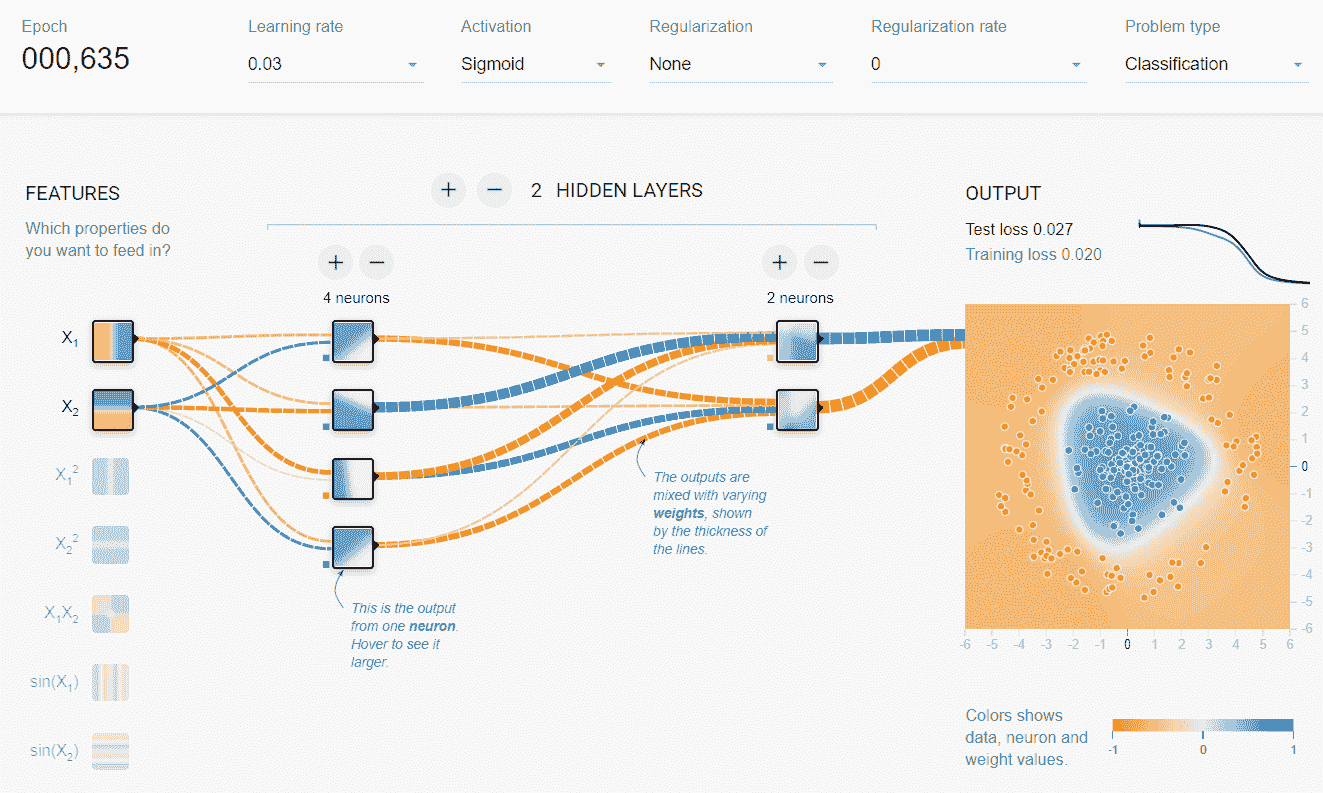 Epoch
000,635
Learning rate
0.03
Activation
Sigmoid
Regularization
None
Regularization rate
0
Problem type
Classification
FEATURES
Which properties do
you want to feed in?
X1
X2
X1²
X2²
X1X2
sin(X1)
sin(X2)
+ − 2 HIDDEN LAYERS
+ −
4 neurons
+ −
2 neurons
The outputs are
mixed with varying
weights, shown
by the thickness of
the lines.
This is the output
from one neuron.
Hover to see it
larger.
OUTPUT
Test loss 0.027
Training loss 0.020
6
5
4
3
2
1
0
-1
-2
-3
-4
-5
-6
-6 -5 -4 -3 -2 -1 0 1 2 3 4 5 6
Colors shows
data, neuron and
weight values.
-1 0 1